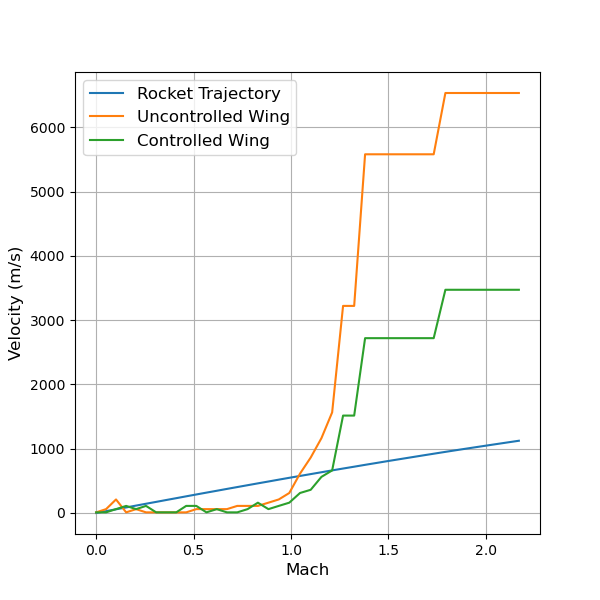 Rocket Trajectory
Uncontrolled Wing
Controlled Wing
Velocity (m/s)
6000
5000
4000
3000
2000
1000
0
0.0 0.5 1.0 1.5 2.0
Mach